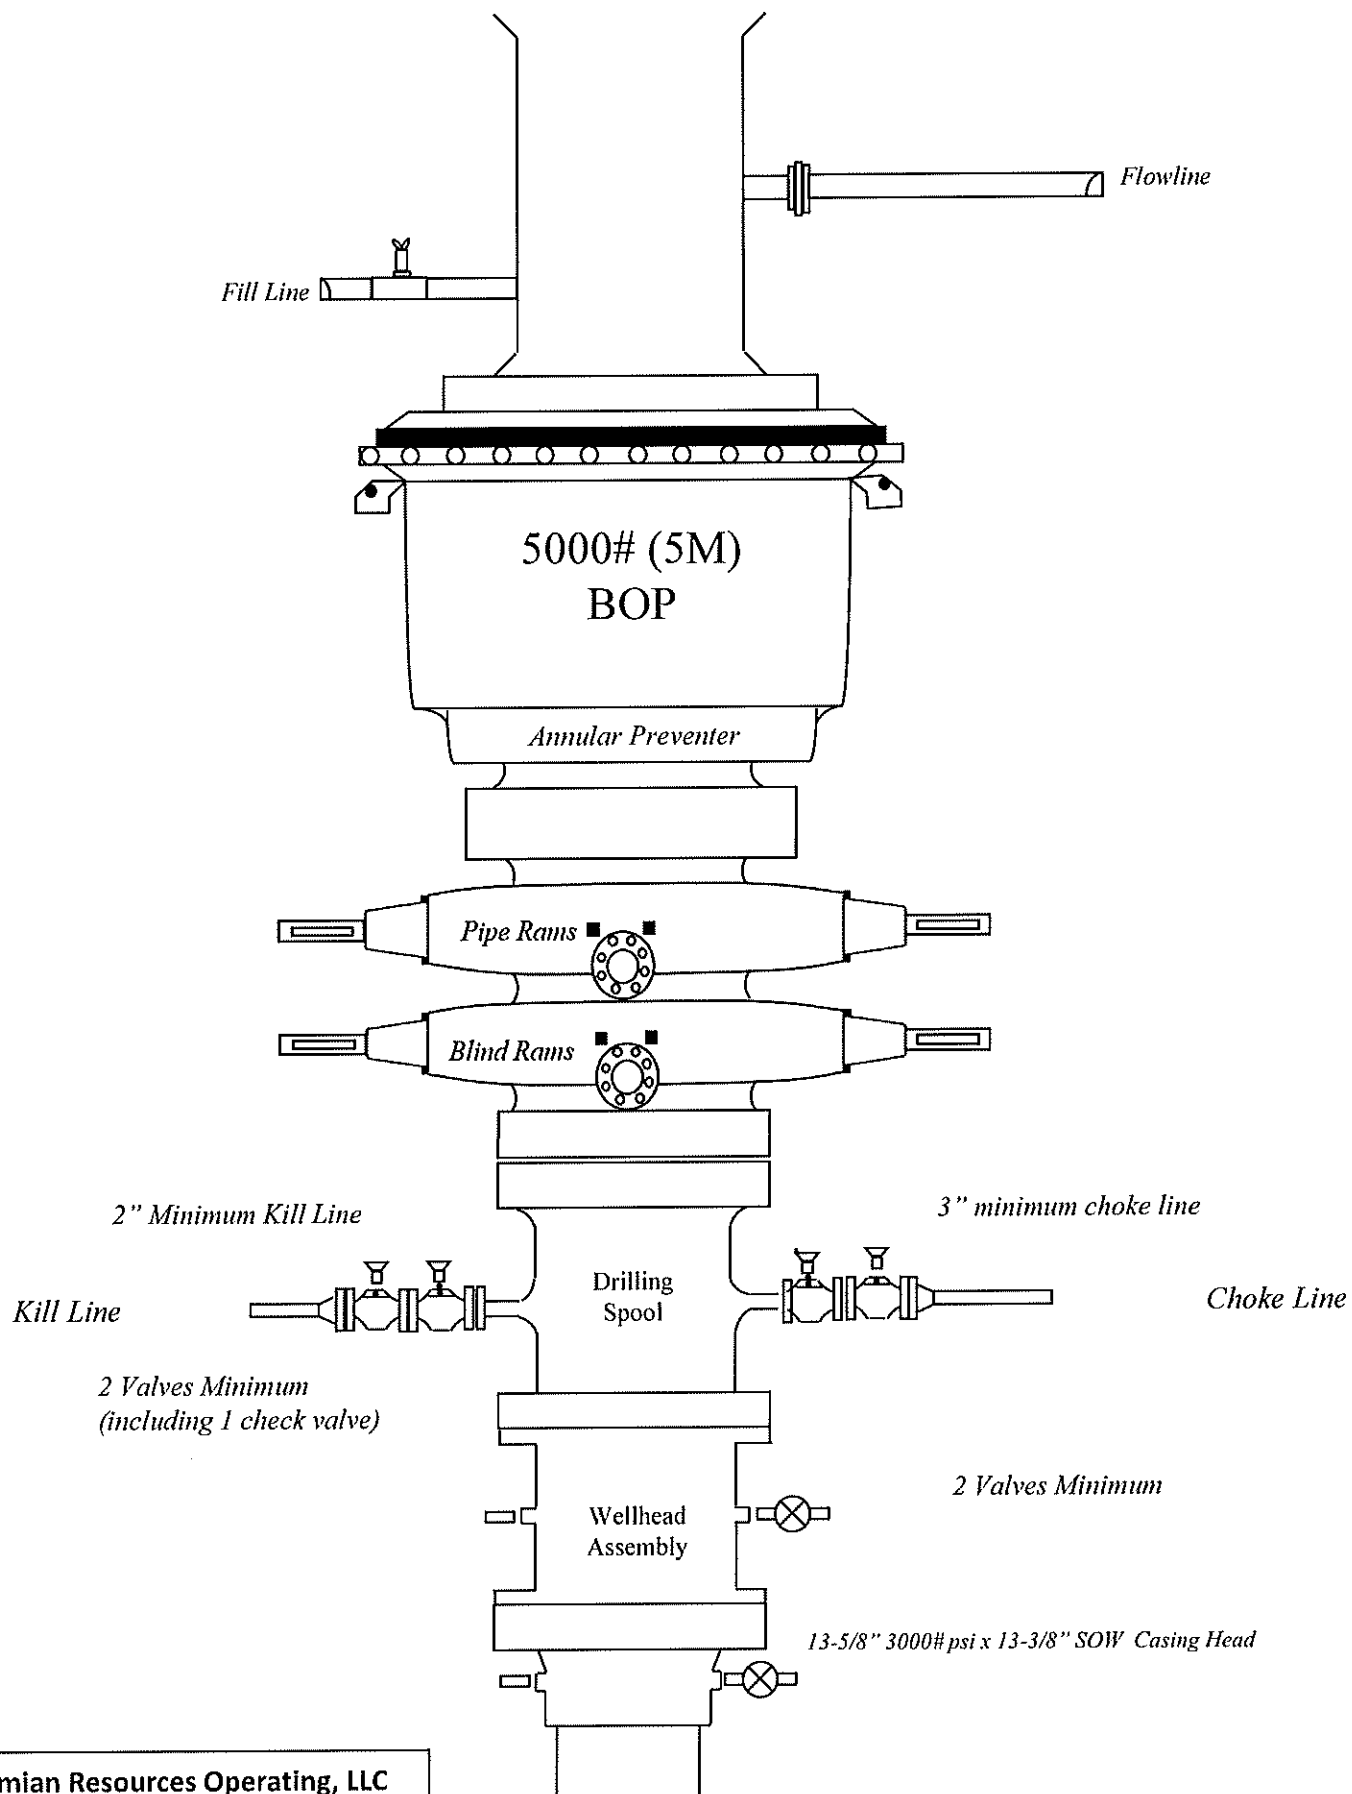 Flowline
Fill Line
5000# (5M)
BOP
Annular Preventer
Pipe Rams
Blind Rams
2” Minimum Kill Line
3” minimum choke line
Drilling
Spool
Kill Line
Choke Line
2 Valves Minimum
(including 1 check valve)
2 Valves Minimum
Wellhead
Assembly
13-5/8” 3000# psi x 13-3/8” SOW Casing Head
mian Resources Operating, LLC